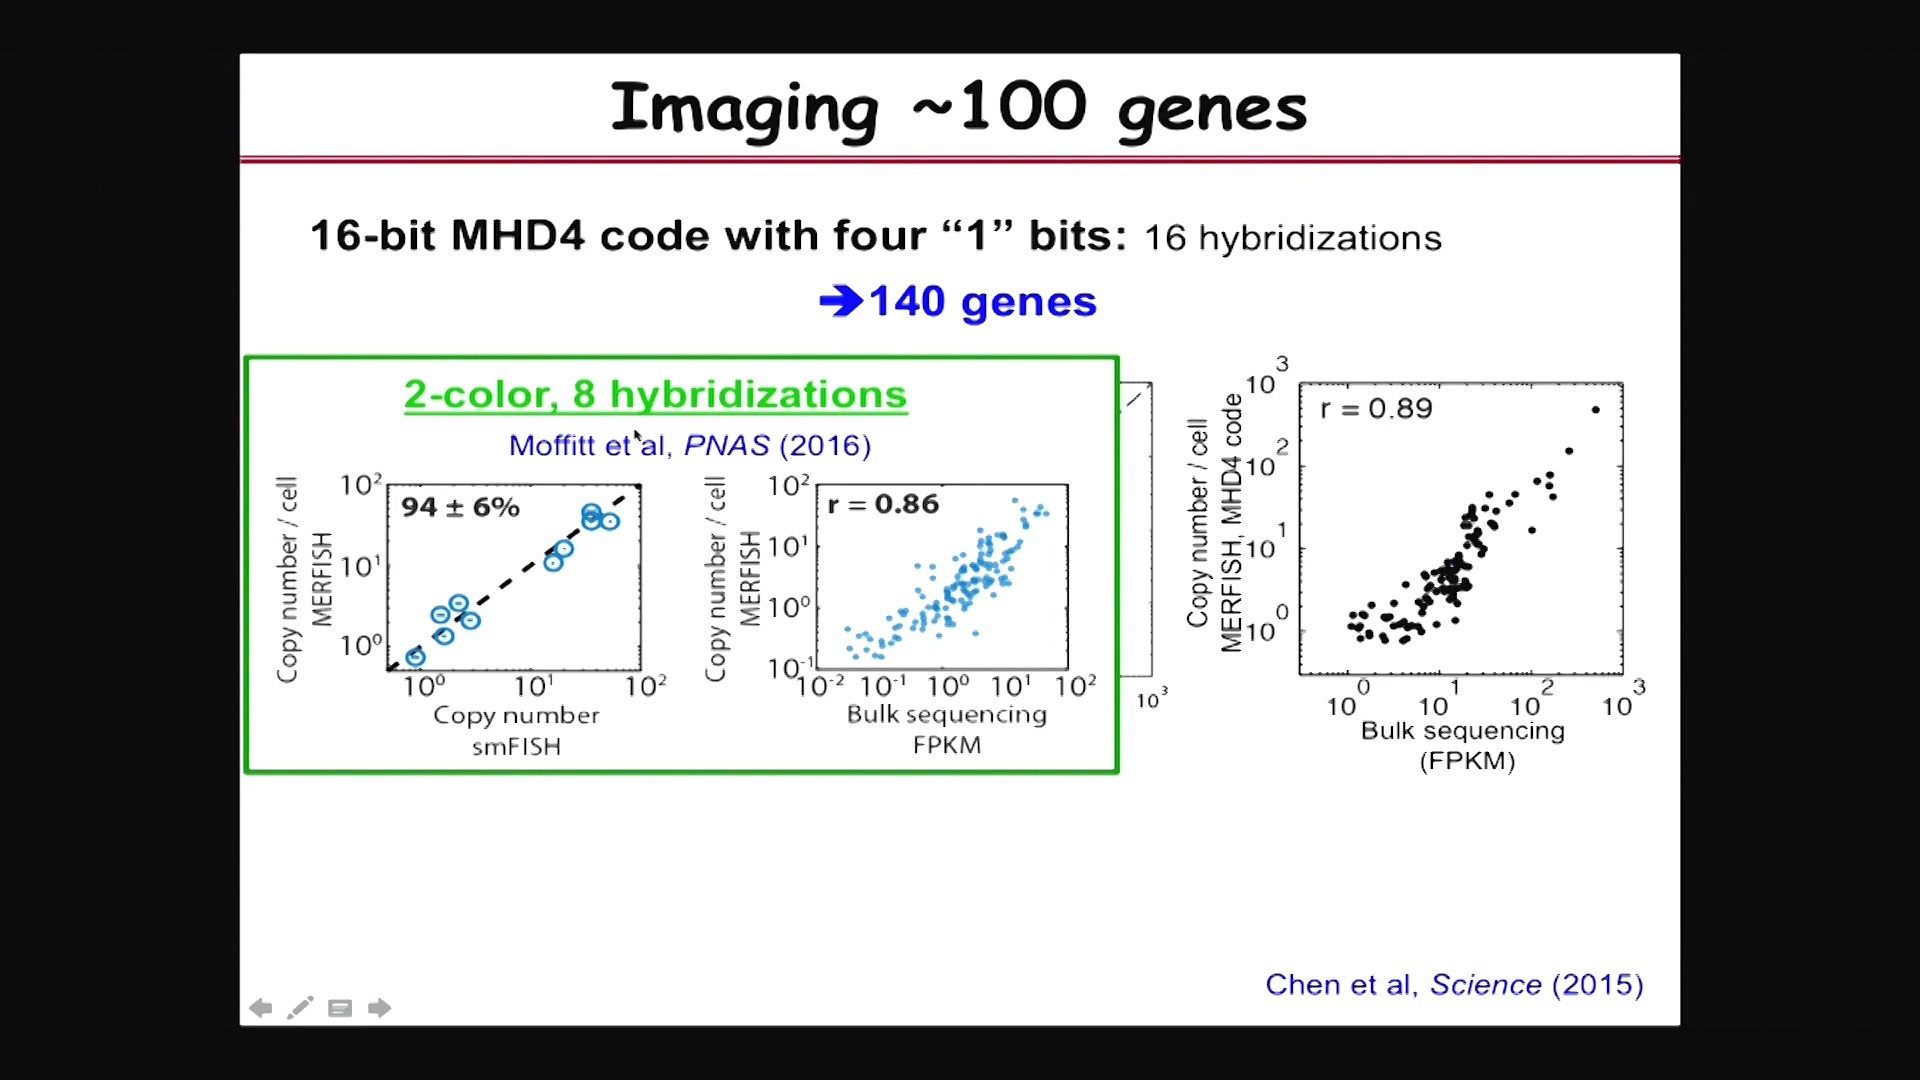 Imaging ~100 genes
16-bit MHD4 code with four “1” bits: 16 hybridizations
➔140 genes
2-color, 8 hybridizations
Moffitt et al, PNAS (2016)
Copy number / cell
MERFISH
10²
10¹
10⁰
94 ± 6%
10⁰ 10¹ 10²
Copy number
smFISH
Copy number / cell
MERFISH
10²
10¹
10⁰
10⁻¹
r = 0.86
10⁻² 10⁻¹ 10⁰ 10¹ 10²
Bulk sequencing
FPKM
10³
Copy number / cell
MERFISH, MHD4 code
10³
10²
10¹
10⁰
r = 0.89
10⁰ 10¹ 10² 10³
Bulk sequencing
(FPKM)
Chen et al, Science (2015)